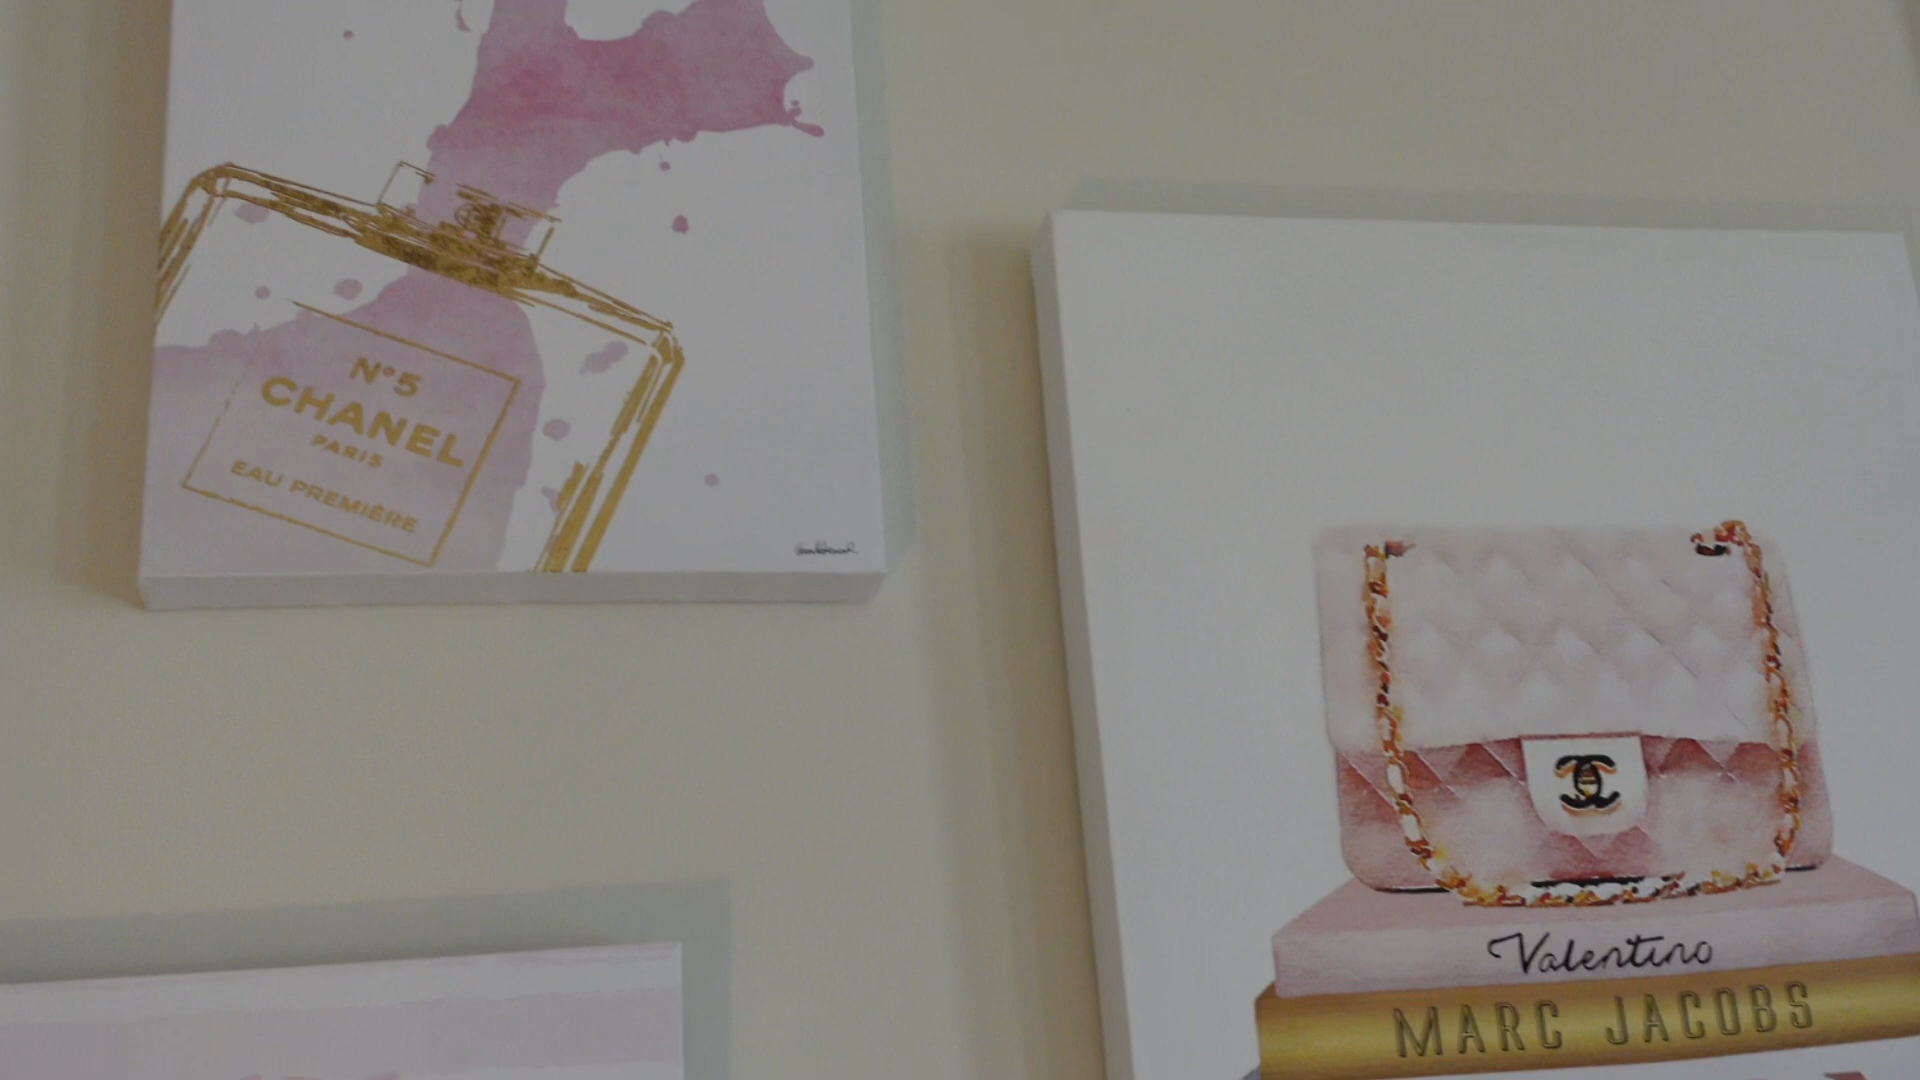 N°5
CHANEL
PARIS
EAU PREMIÈRE
Valentino
MARC JACOBS